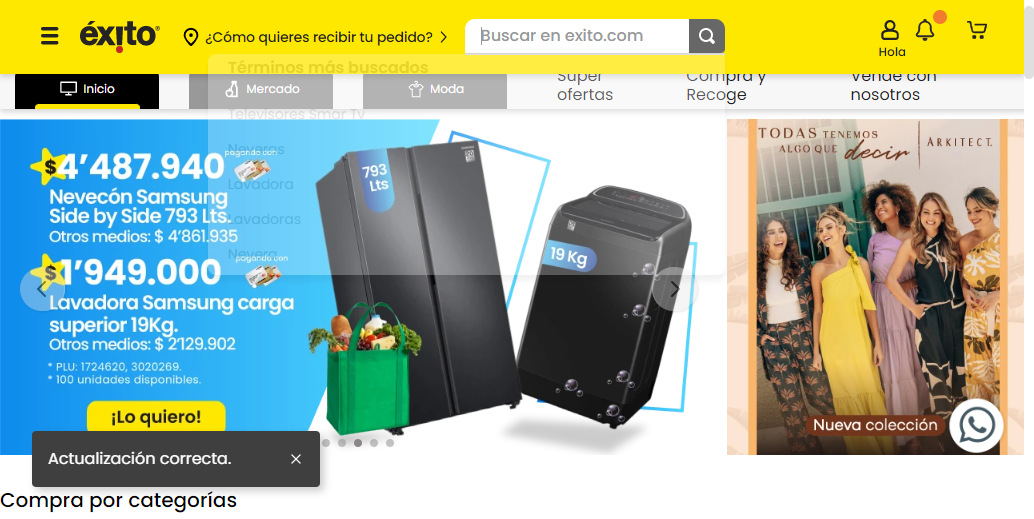 éxito
¿Cómo quieres recibir tu pedido?
Buscar en exito.com
Hola
Términos más buscados
Inicio
Mercado
Moda
Súper
ofertas
Compra y
Recoge
Vende con
nosotros
Televisores Smar Tv
Neveras
Lavadora
Lavadoras
Nevera
$4’487.940
pagando con:
Nevecón Samsung
Side by Side 793 Lts.
Otros medios: $ 4’861.935
$1’949.000
pagando con
Lavadora Samsung carga
superior 19Kg.
Otros medios: $ 2’129.902
* PLU: 1724620, 3020269.
* 100 unidades disponibles.
¡Lo quiero!
793
Lts
19 Kg
TODAS TENEMOS
ALGO QUE decir
ARKITECT.
Nueva colección
Actualización correcta.
Compra por categorías